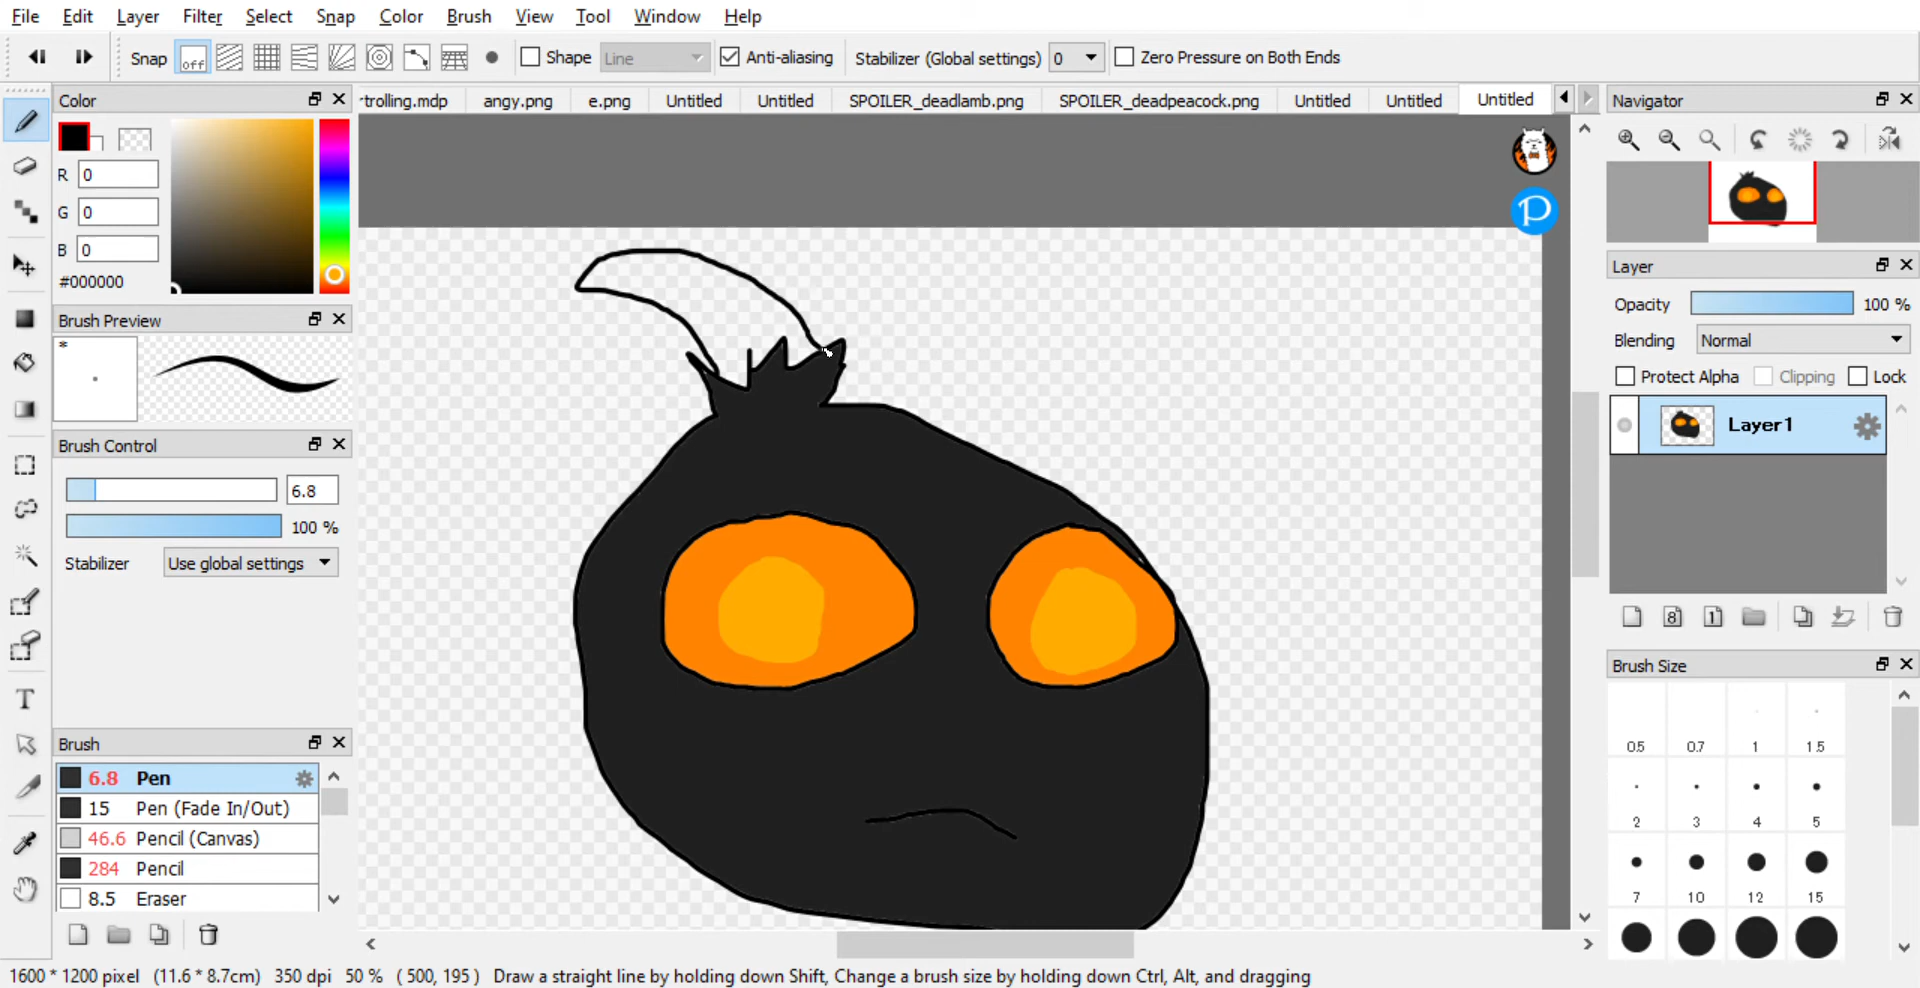 File Edit Layer Filter Select Snap Color Brush View Tool Window Help
Snap off Shape Line Anti-aliasing Stabilizer (Global settings) 0 Zero Pressure on Both Ends
Color
trolling.mdp angy.png e.png Untitled Untitled SPOILER_deadlamb.png SPOILER_deadpeacock.png Untitled Untitled Untitled
Navigator
R 0
G 0
B 0
#000000
P
Layer
Opacity 100 %
Blending Normal
Protect Alpha Clipping Lock
Layer1
8 1
Brush Preview
*
Brush Control
6.8
100 %
Stabilizer Use global settings
T
Brush
6.8 Pen
15 Pen (Fade In/Out)
46.6 Pencil (Canvas)
284 Pencil
8.5 Eraser
Brush Size
0.5 0.7 1 1.5
2 3 4 5
7 10 12 15
1600 * 1200 pixel (11.6 * 8.7cm) 350 dpi 50 % ( 500, 195 ) Draw a straight line by holding down Shift, Change a brush size by holding down Ctrl, Alt, and dragging